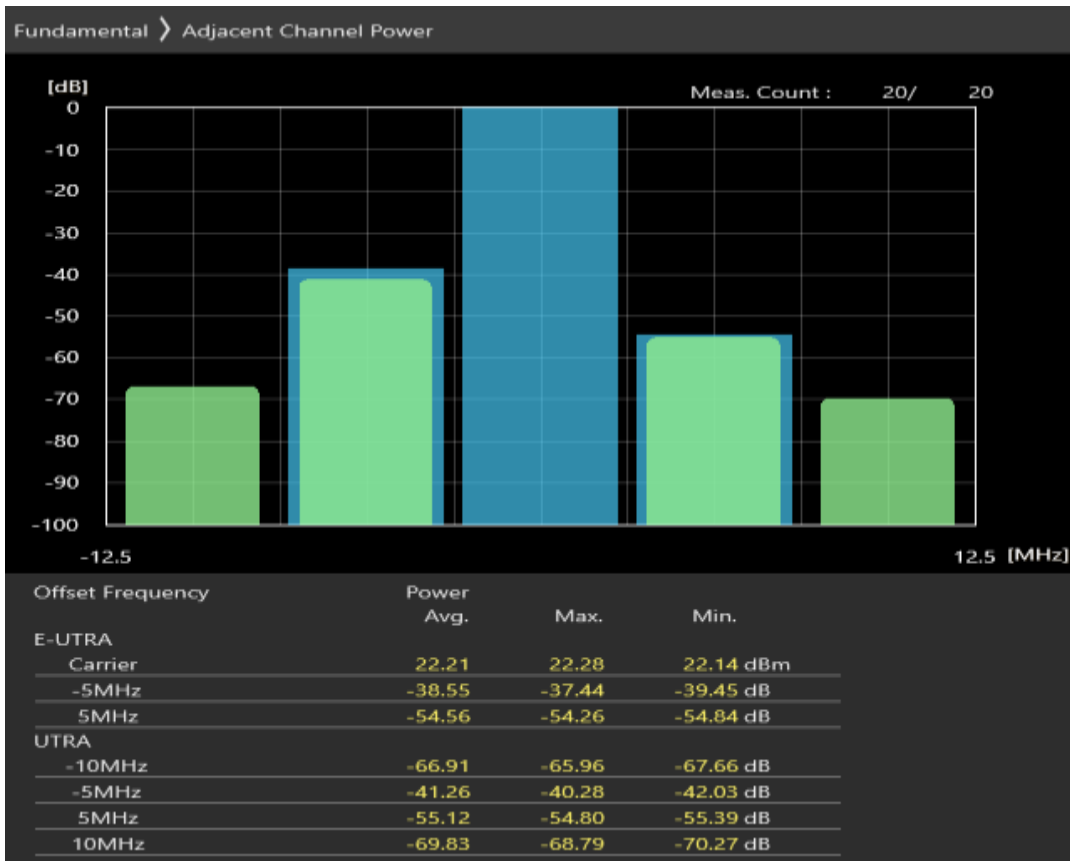 Fundamental 〉 Adjacent Channel Power
[dB]
Meas. Count : 20/ 20
0
-10
-20
-30
-40
-50
-60
-70
-80
-90
-100
-12.5 12.5 [MHz]
Offset Frequency Power
Avg. Max. Min.
E-UTRA
Carrier 22.21 22.28 22.14 dBm
-5MHz -38.55 -37.44 -39.45 dB
5MHz -54.56 -54.26 -54.84 dB
UTRA
-10MHz -66.91 -65.96 -67.66 dB
-5MHz -41.26 -40.28 -42.03 dB
5MHz -55.12 -54.80 -55.39 dB
10MHz -69.83 -68.79 -70.27 dB